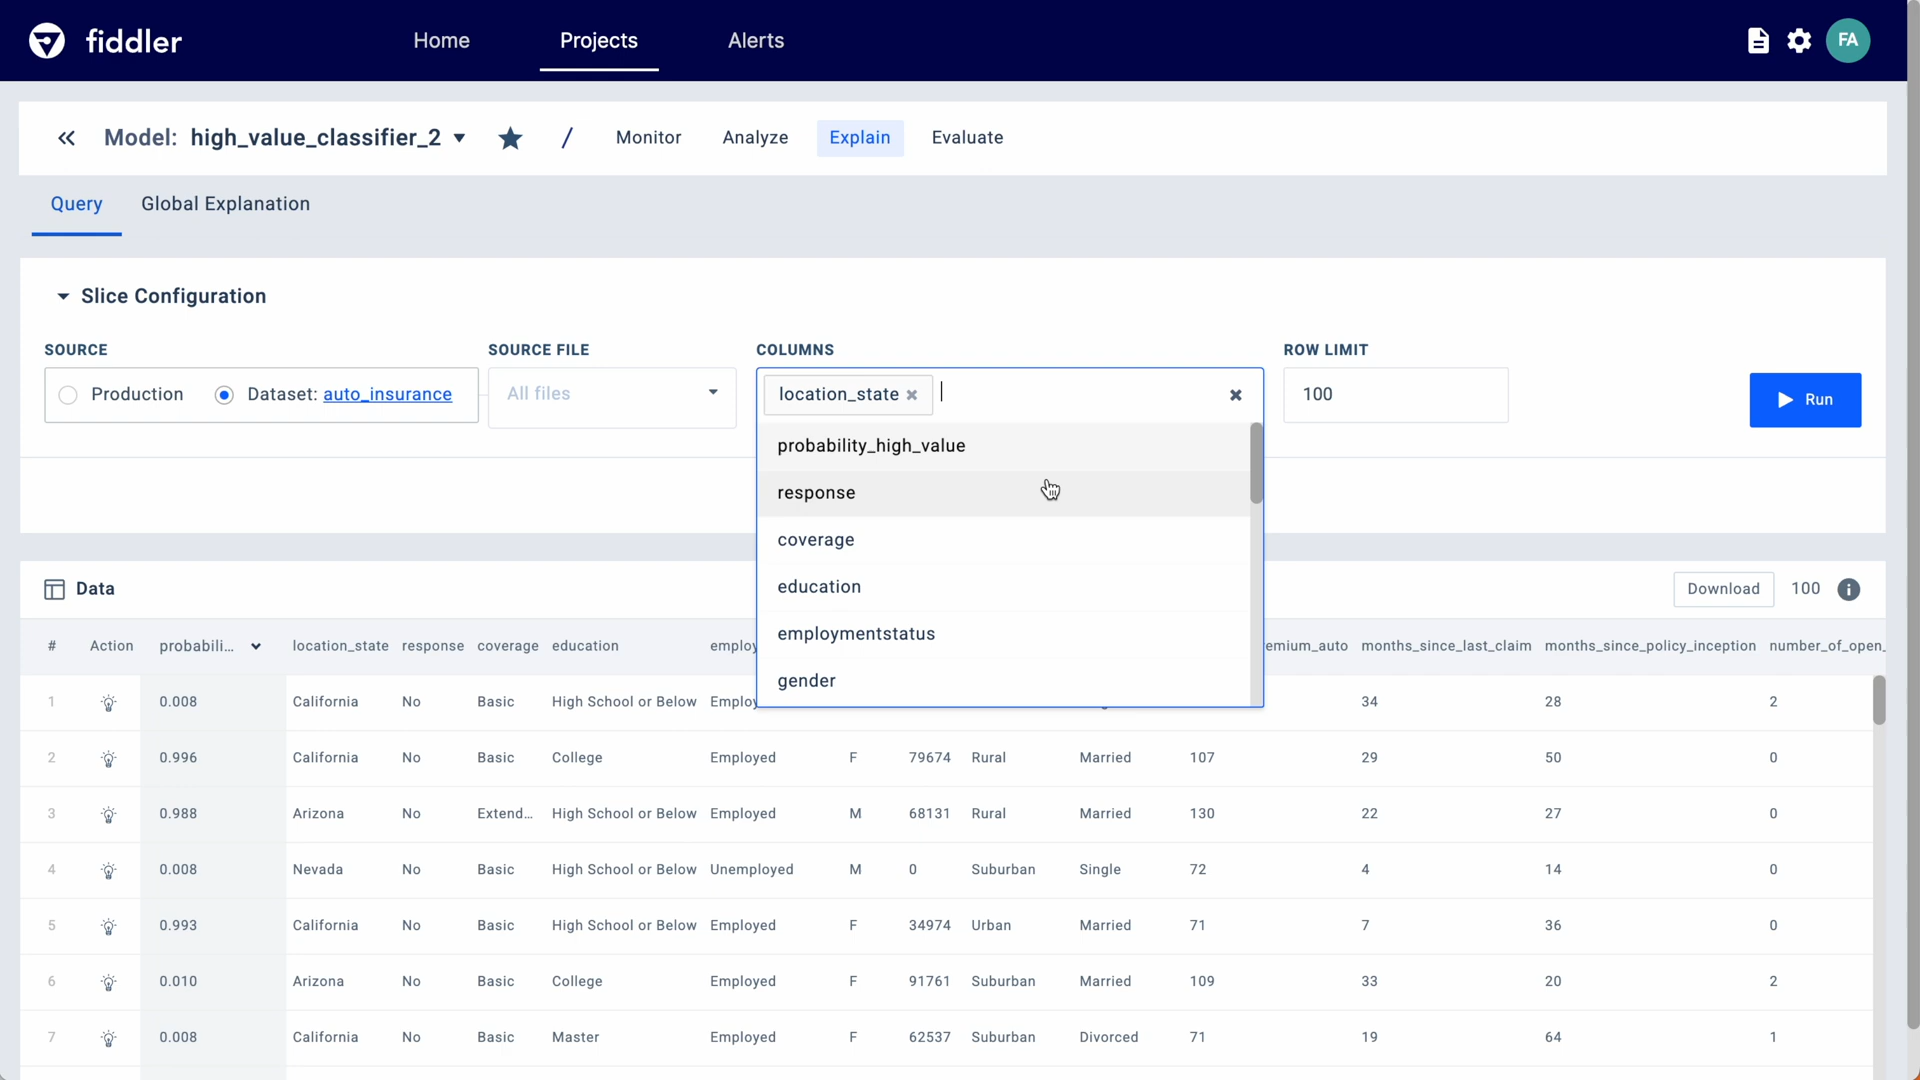 fiddler
Home Projects Alerts
FA
Model: high_value_classifier_2 / Monitor Analyze Explain Evaluate
Query Global Explanation
Slice Configuration
SOURCE SOURCE FILE COLUMNS ROW LIMIT
Production Dataset: auto_insurance All files location_state 100 Run
probability_high_value
response
coverage
education
employmentstatus
gender
Data Download 100
# Action probabili... location_state response coverage education employ emium_auto months_since_last_claim months_since_policy_inception number_of_open_
1 0.008 California No Basic High School or Below Emplo 34 28 2
2 0.996 California No Basic College Employed F 79674 Rural Married 107 29 50 0
3 0.988 Arizona No Extend... High School or Below Employed M 68131 Rural Married 130 22 27 0
4 0.008 Nevada No Basic High School or Below Unemployed M 0 Suburban Single 72 4 14 0
5 0.993 California No Basic High School or Below Employed F 34974 Urban Married 71 7 36 0
6 0.010 Arizona No Basic College Employed F 91761 Suburban Married 109 33 20 2
7 0.008 California No Basic Master Employed F 62537 Suburban Divorced 71 19 64 1